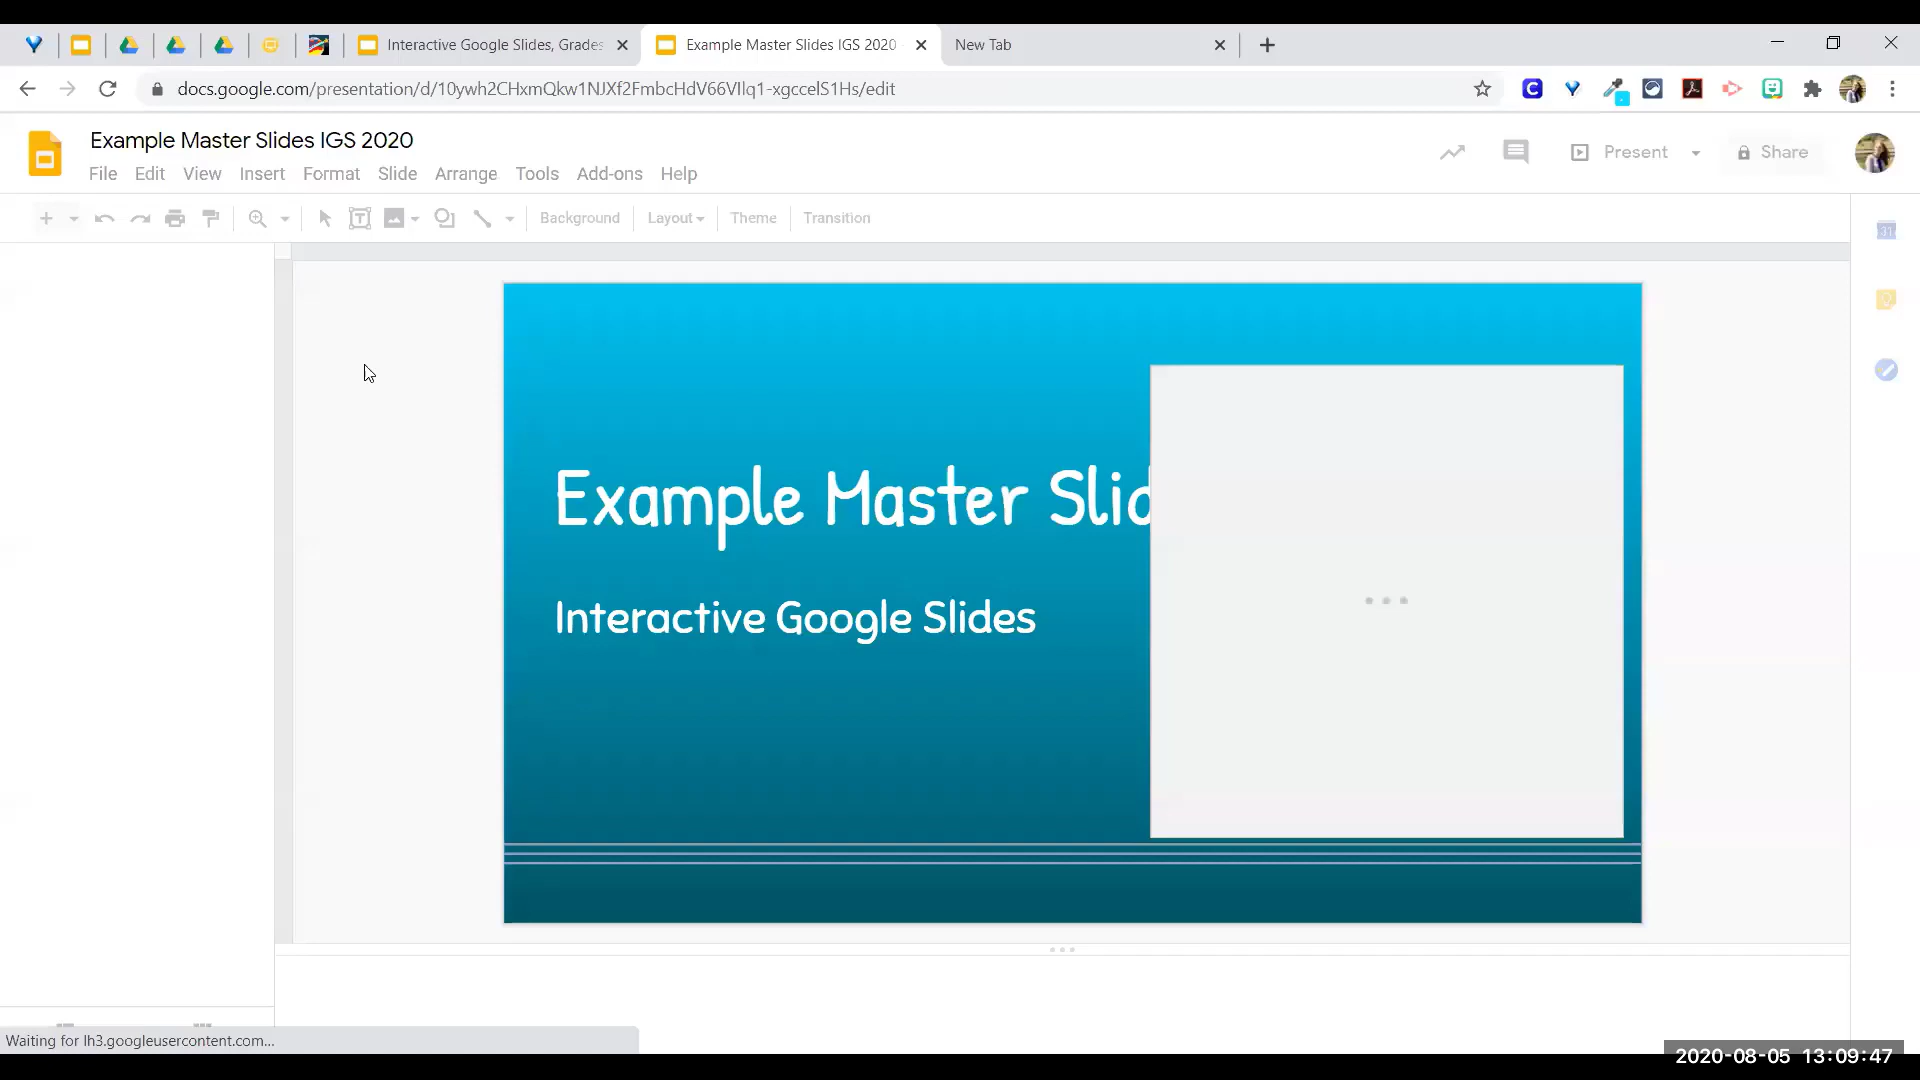 Interactive Google Slides, Grades
Example Master Slides IGS 2020
New Tab
docs.google.com/presentation/d/10ywh2CHxmQkw1NJXf2FmbcHdV66VIlq1-xgccelS1Hs/edit
Example Master Slides IGS 2020
File Edit View Insert Format Slide Arrange Tools Add-ons Help
Present
Share
Background Layout Theme Transition
31
Example Master Slid
Interactive Google Slides
Waiting for lh3.googleusercontent.com...
2020-08-05 13:09:47